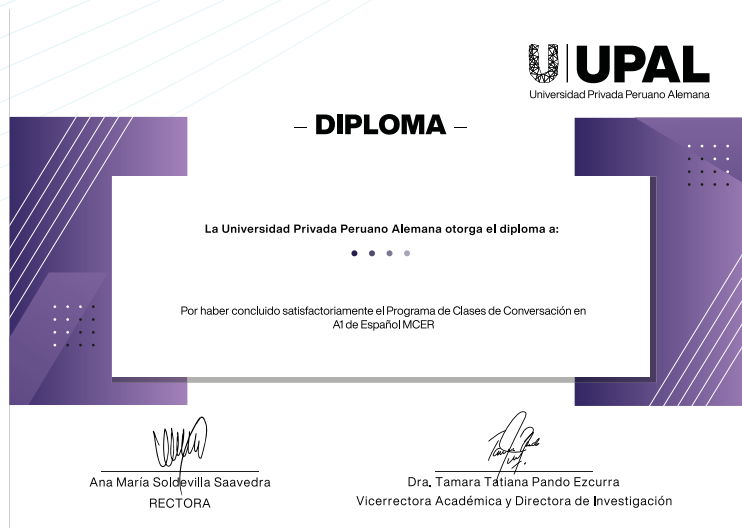 UPAL
Universidad Privada Peruano Alemana
– DIPLOMA –
La Universidad Privada Peruano Alemana otorga el diploma a:
Por haber concluido satisfactoriamente el Programa de Clases de Conversación en
A1 de Español MCER
Ana María Soldevilla Saavedra
RECTORA
Dra. Tamara Tatiana Pando Ezcurra
Vicerrectora Académica y Directora de Investigación